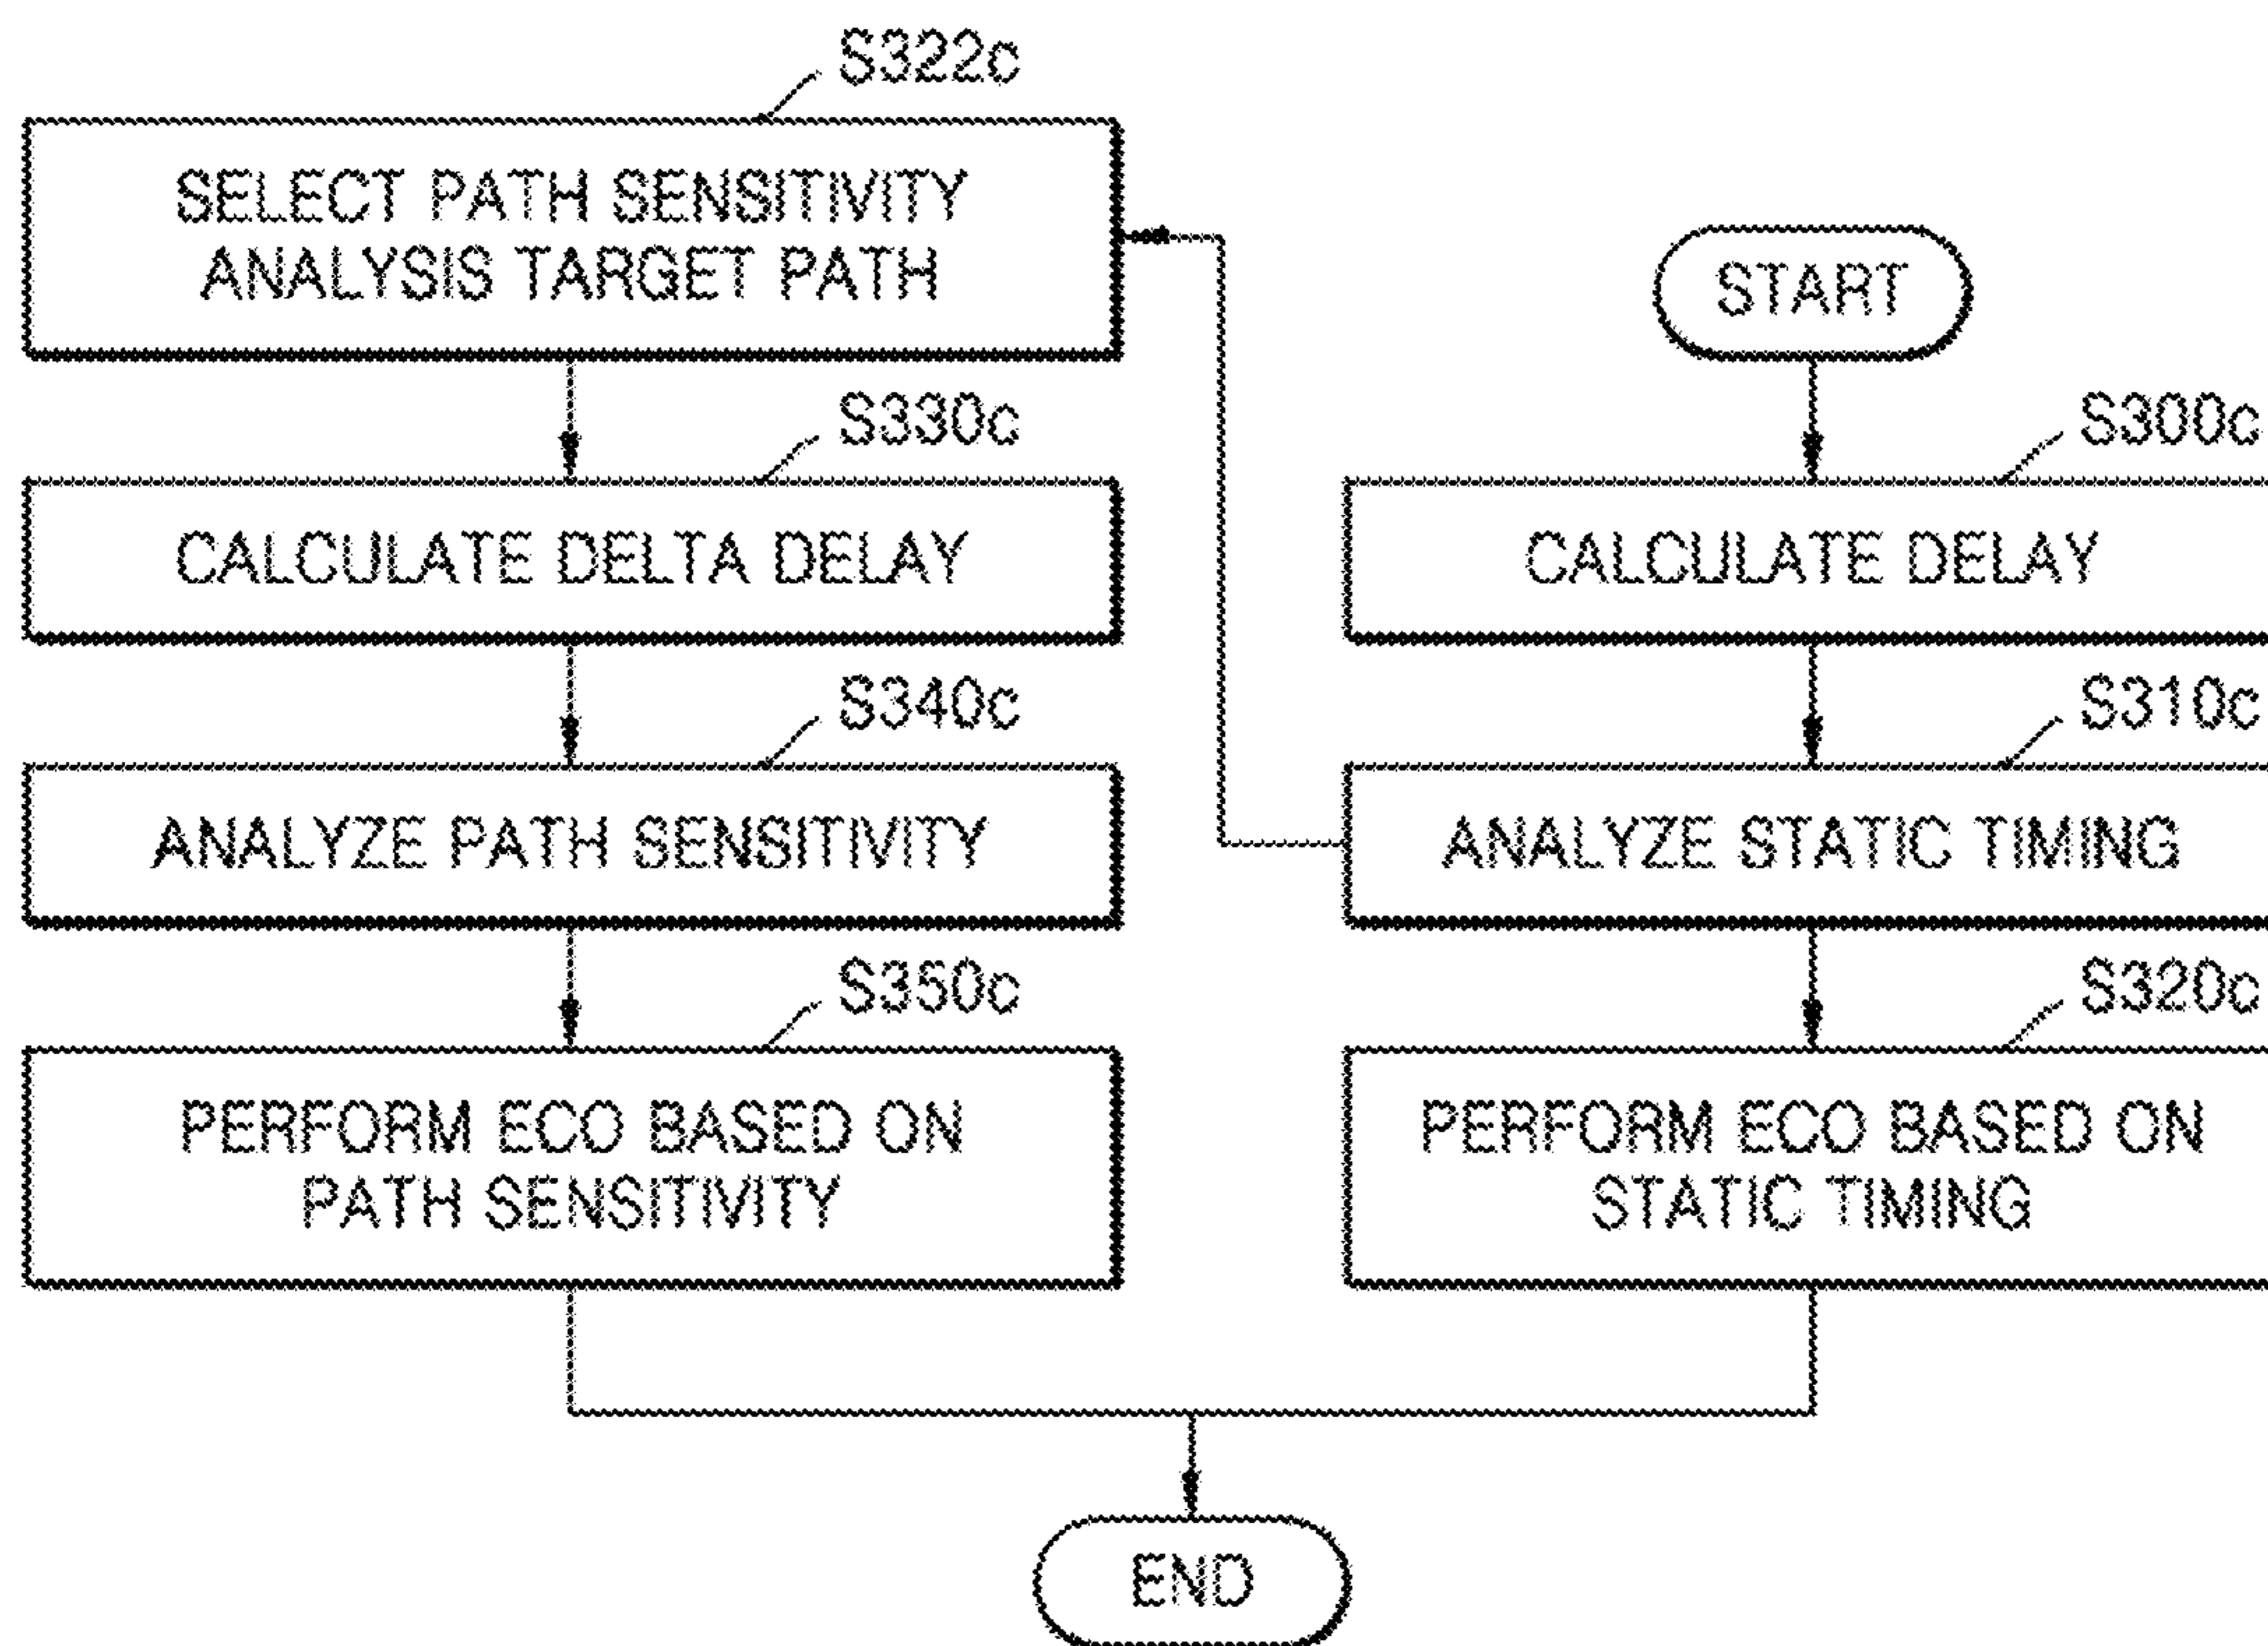 S322c
SELECT PATH SENSITIVITY
ANALYSIS TARGET PATH
S330c
CALCULATE DELTA DELAY
S340c
ANALYZE PATH SENSITIVITY
S350c
PERFORM ECO BASED ON
PATH SENSITIVITY
START
S300c
CALCULATE DELAY
S310c
ANALYZE STATIC TIMING
S320c
PERFORM ECO BASED ON
STATIC TIMING
END